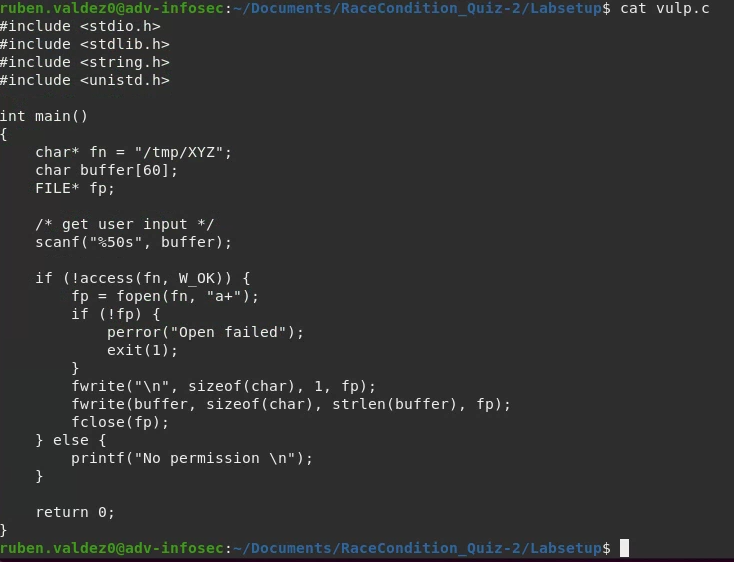 ruben.valdez0@adv-infosec:~/Documents/RaceCondition_Quiz-2/Labsetup$ cat vulp.c
#include <stdio.h>
#include <stdlib.h>
#include <string.h>
#include <unistd.h>

int main()
{
    char* fn = "/tmp/XYZ";
    char buffer[60];
    FILE* fp;

    /* get user input */
    scanf("%50s", buffer);

    if (!access(fn, W_OK)) {
        fp = fopen(fn, "a+");
        if (!fp) {
            perror("Open failed");
            exit(1);
        }
        fwrite("\n", sizeof(char), 1, fp);
        fwrite(buffer, sizeof(char), strlen(buffer), fp);
        fclose(fp);
    } else {
        printf("No permission \n");
    }

    return 0;
}
ruben.valdez0@adv-infosec:~/Documents/RaceCondition_Quiz-2/Labsetup$